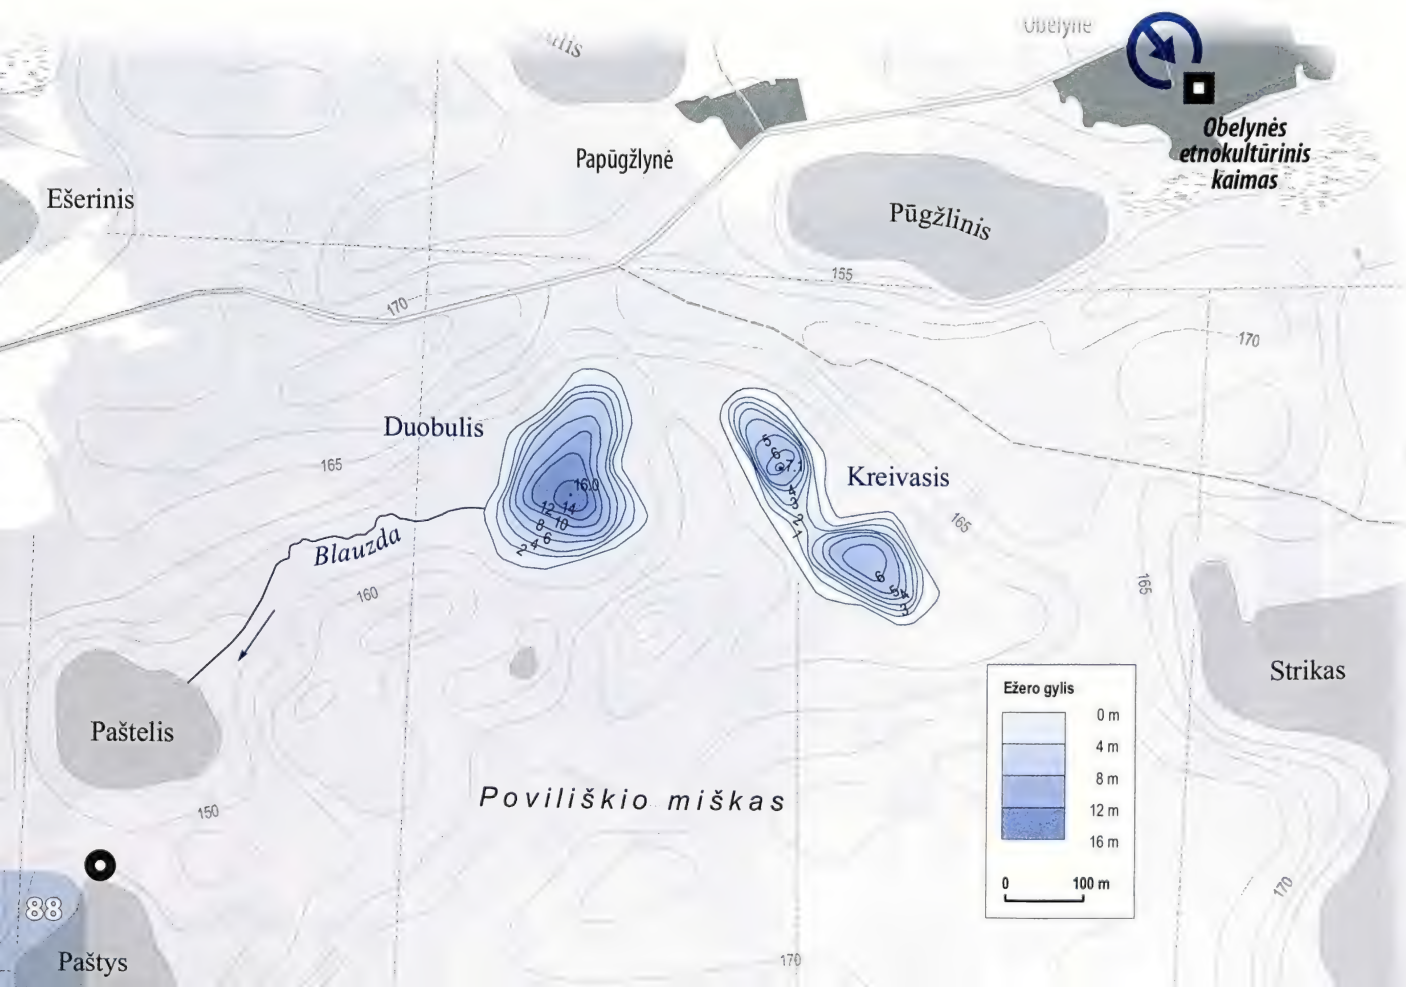 Obelynė
Papūgžlynė
Obelynės
etnokultūrinis
kaimas
Ešerinis
Pūgžlinis
155
170
170
Duobulis
165
5
6
7.1
4
3
2
1
Kreivasis
16.0
12 14
8 10
2 4 6
165
Blauzda
160
6
5 4
3
165
Strikas
Paštelis
150
Poviliškio miškas
Ežero gylis
0 m
4 m
8 m
12 m
16 m
0 100 m
170
88
Paštys
170